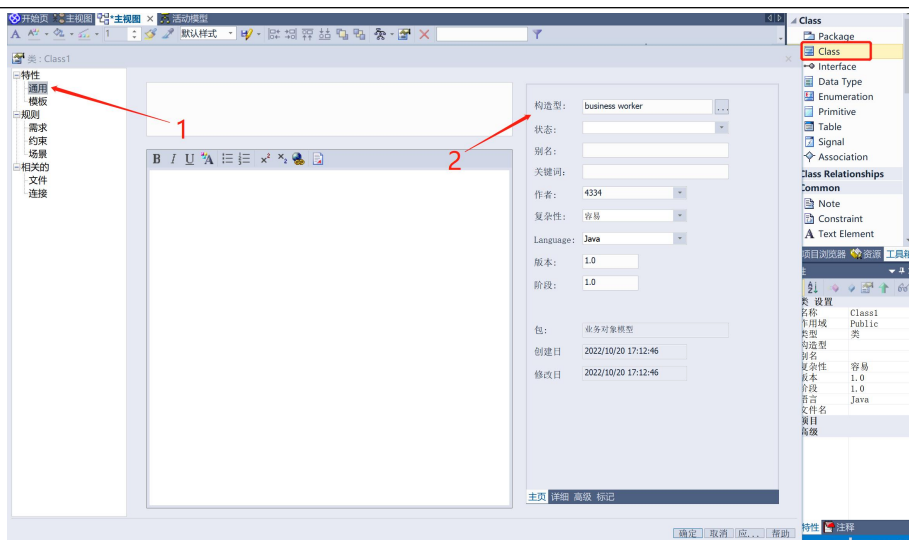 开始页 主视图 *主视图 × 活动模型
A 1 默认样式
类 : Class1
特性
通用
模板
规则
需求
约束
场景
相关的
文件
连接
1
B I U A x² ×₂
构造型: business worker ...
2
状态:
别名:
关键词:
作者: 4334
复杂性: 容易
Language: Java
版本: 1.0
阶段: 1.0
包: 业务对象模型
创建日 2022/10/20 17:12:46
修改日 2022/10/20 17:12:46
主页 详细 高级 标记
确定 取消 应... 帮助
Class
Package
Class
Interface
Data Type
Enumeration
Primitive
Table
Signal
Association
Class Relationships
Common
Note
Constraint
A Text Element
项目浏览器 资源 工具箱
性
类 设置
名称 Class1
作用域 Public
类型 类
构造型
别名
复杂性 容易
版本 1.0
阶段 1.0
语言 Java
文件名
项目
高级
特性 注释